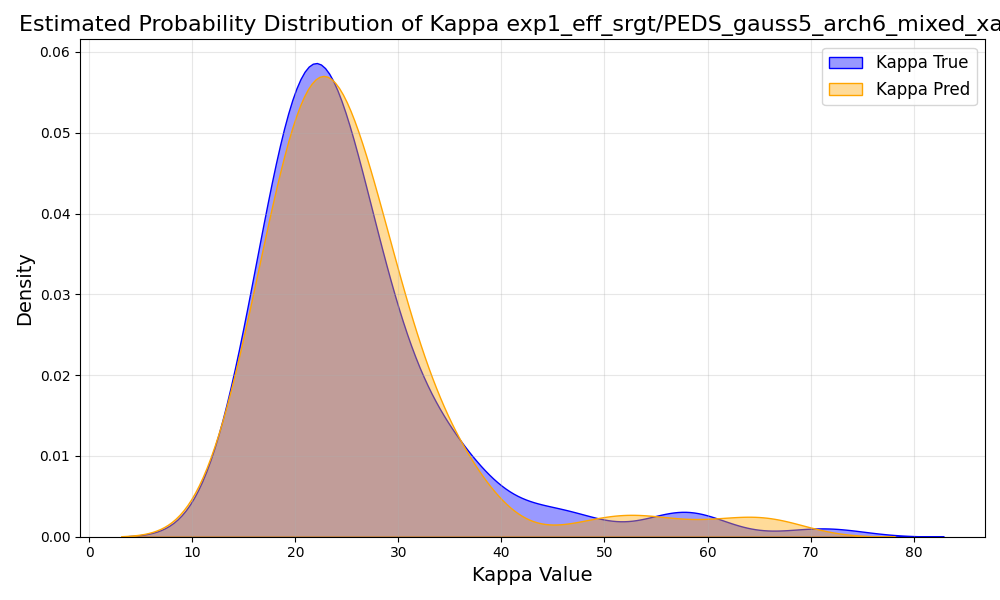 Estimated Probability Distribution of Kappa exp1_eff_srgt/PEDS_gauss5_arch6_mixed_xa
Kappa True
Kappa Pred
Density
0.06
0.05
0.04
0.03
0.02
0.01
0.00
0 10 20 30 40 50 60 70 80
Kappa Value